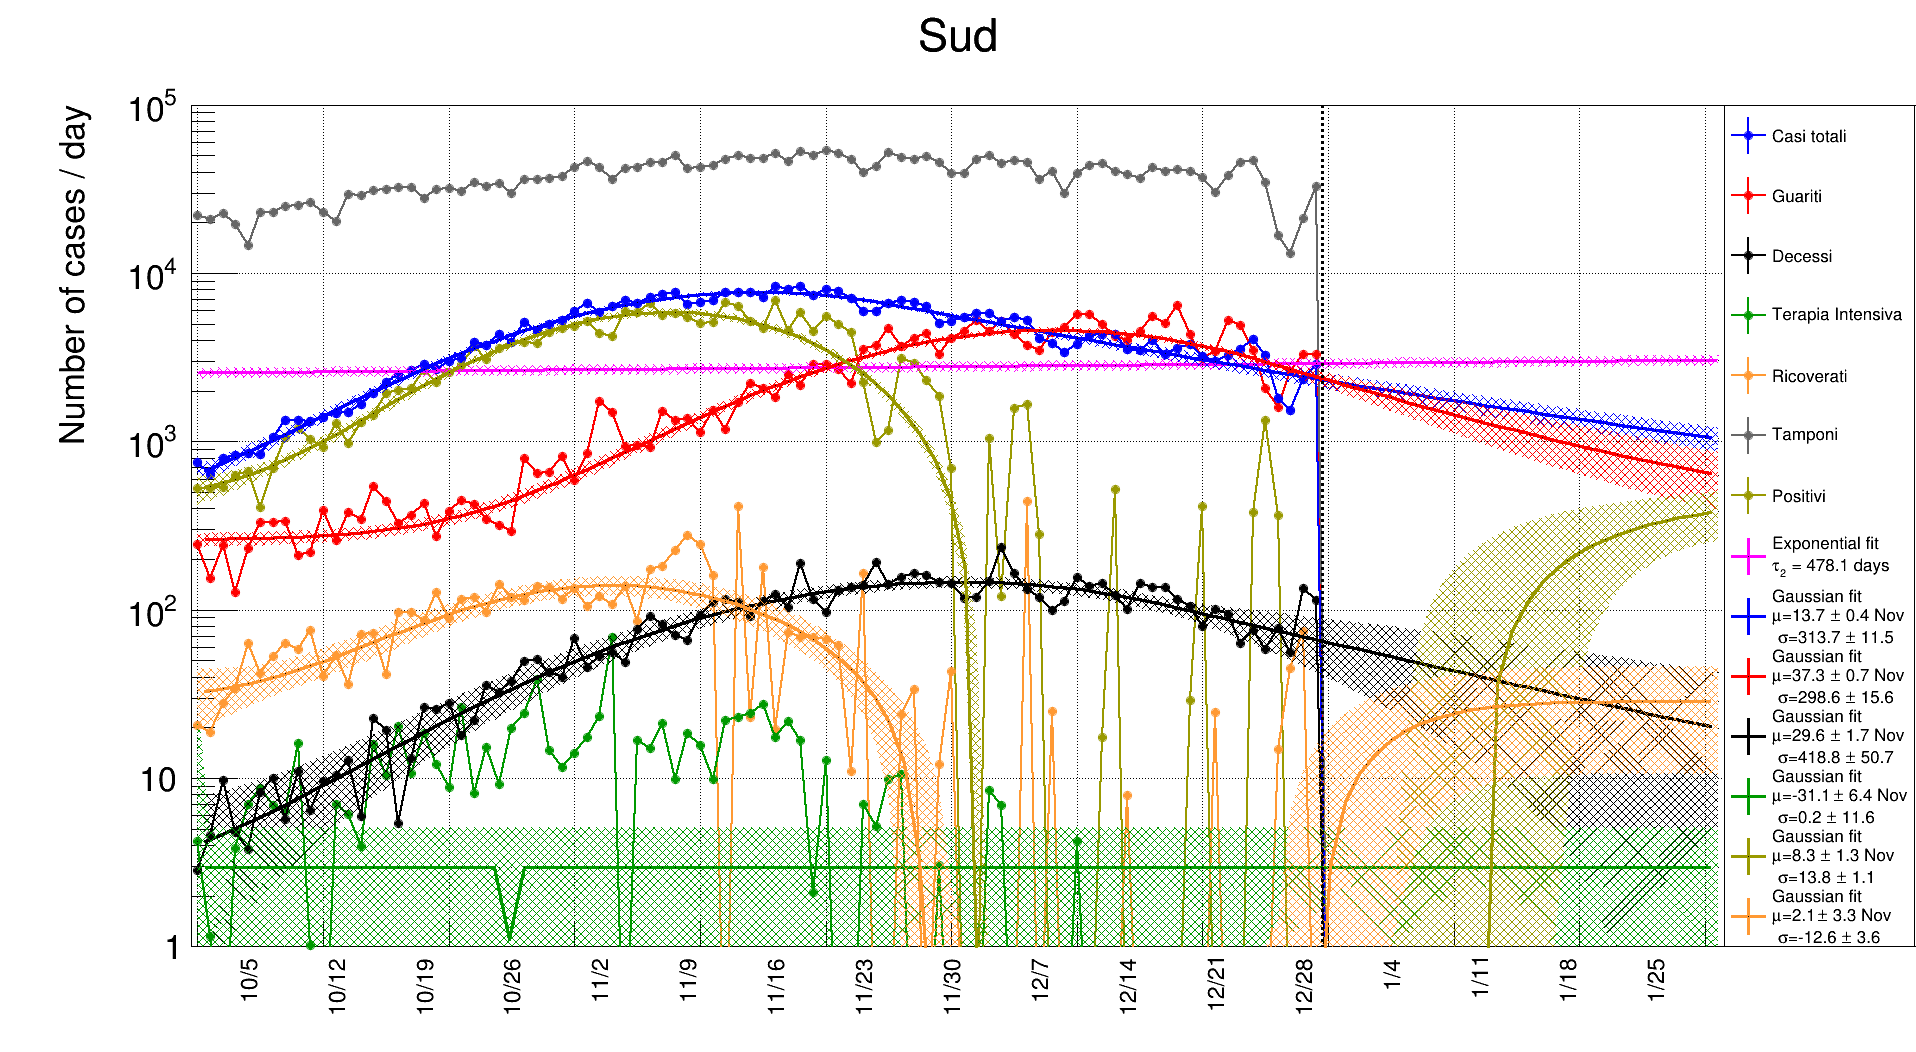 Sud
Number of cases / day
10^5
10^4
10^3
10^2
10
1
10/5
10/12
10/19
10/26
11/2
11/9
11/16
11/23
11/30
12/7
12/14
12/21
12/28
1/4
1/11
1/18
1/25
Casi totali
Guariti
Decessi
Terapia Intensiva
Ricoverati
Tamponi
Positivi
Exponential fit
τ_2 = 478.1 days
Gaussian fit
μ=13.7 ± 0.4 Nov
σ=313.7 ± 11.5
Gaussian fit
μ=37.3 ± 0.7 Nov
σ=298.6 ± 15.6
Gaussian fit
μ=29.6 ± 1.7 Nov
σ=418.8 ± 50.7
Gaussian fit
μ=-31.1 ± 6.4 Nov
σ=0.2 ± 11.6
Gaussian fit
μ=8.3 ± 1.3 Nov
σ=13.8 ± 1.1
Gaussian fit
μ=2.1 ± 3.3 Nov
σ=-12.6 ± 3.6